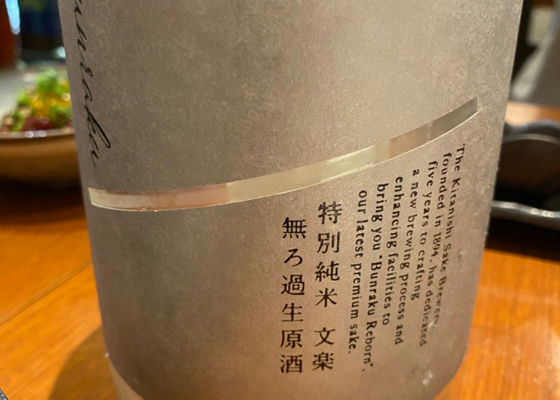 The Kitanishi Sake Brewery,
founded in 1894, has dedicated
five years to crafting
a new brewing process and
enhancing facilities to
bring you "Bunraku Reborn",
our latest premium sake.
特別純米 文楽
無ろ過生原酒